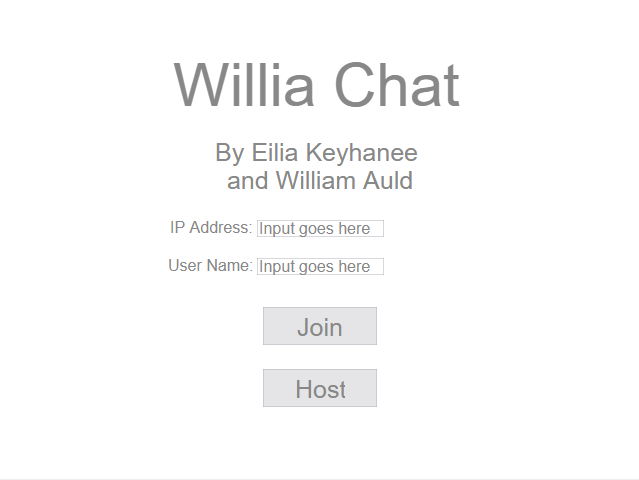 Willia Chat
By Eilia Keyhanee
and William Auld
IP Address: Input goes here
User Name: Input goes here
Join
Host